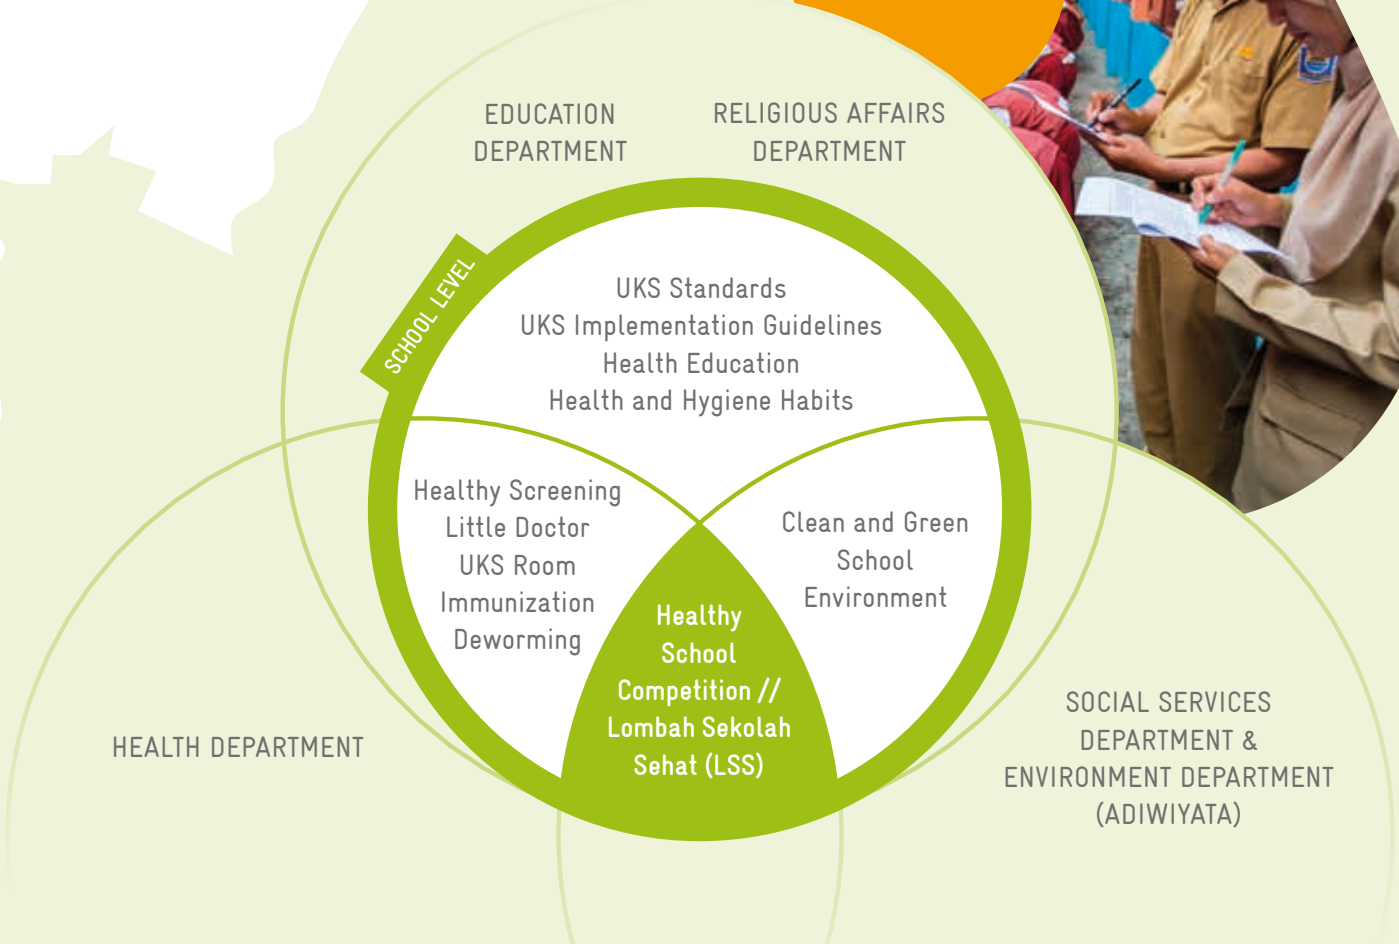 EDUCATION
DEPARTMENT
RELIGIOUS AFFAIRS
DEPARTMENT
SCHOOL LEVEL
UKS Standards
UKS Implementation Guidelines
Health Education
Health and Hygiene Habits
Healthy Screening
Little Doctor
UKS Room
Immunization
Deworming
Clean and Green
School
Environment
Healthy
School
Competition //
Lombah Sekolah
Sehat (LSS)
HEALTH DEPARTMENT
SOCIAL SERVICES
DEPARTMENT &
ENVIRONMENT DEPARTMENT
(ADIWIYATA)